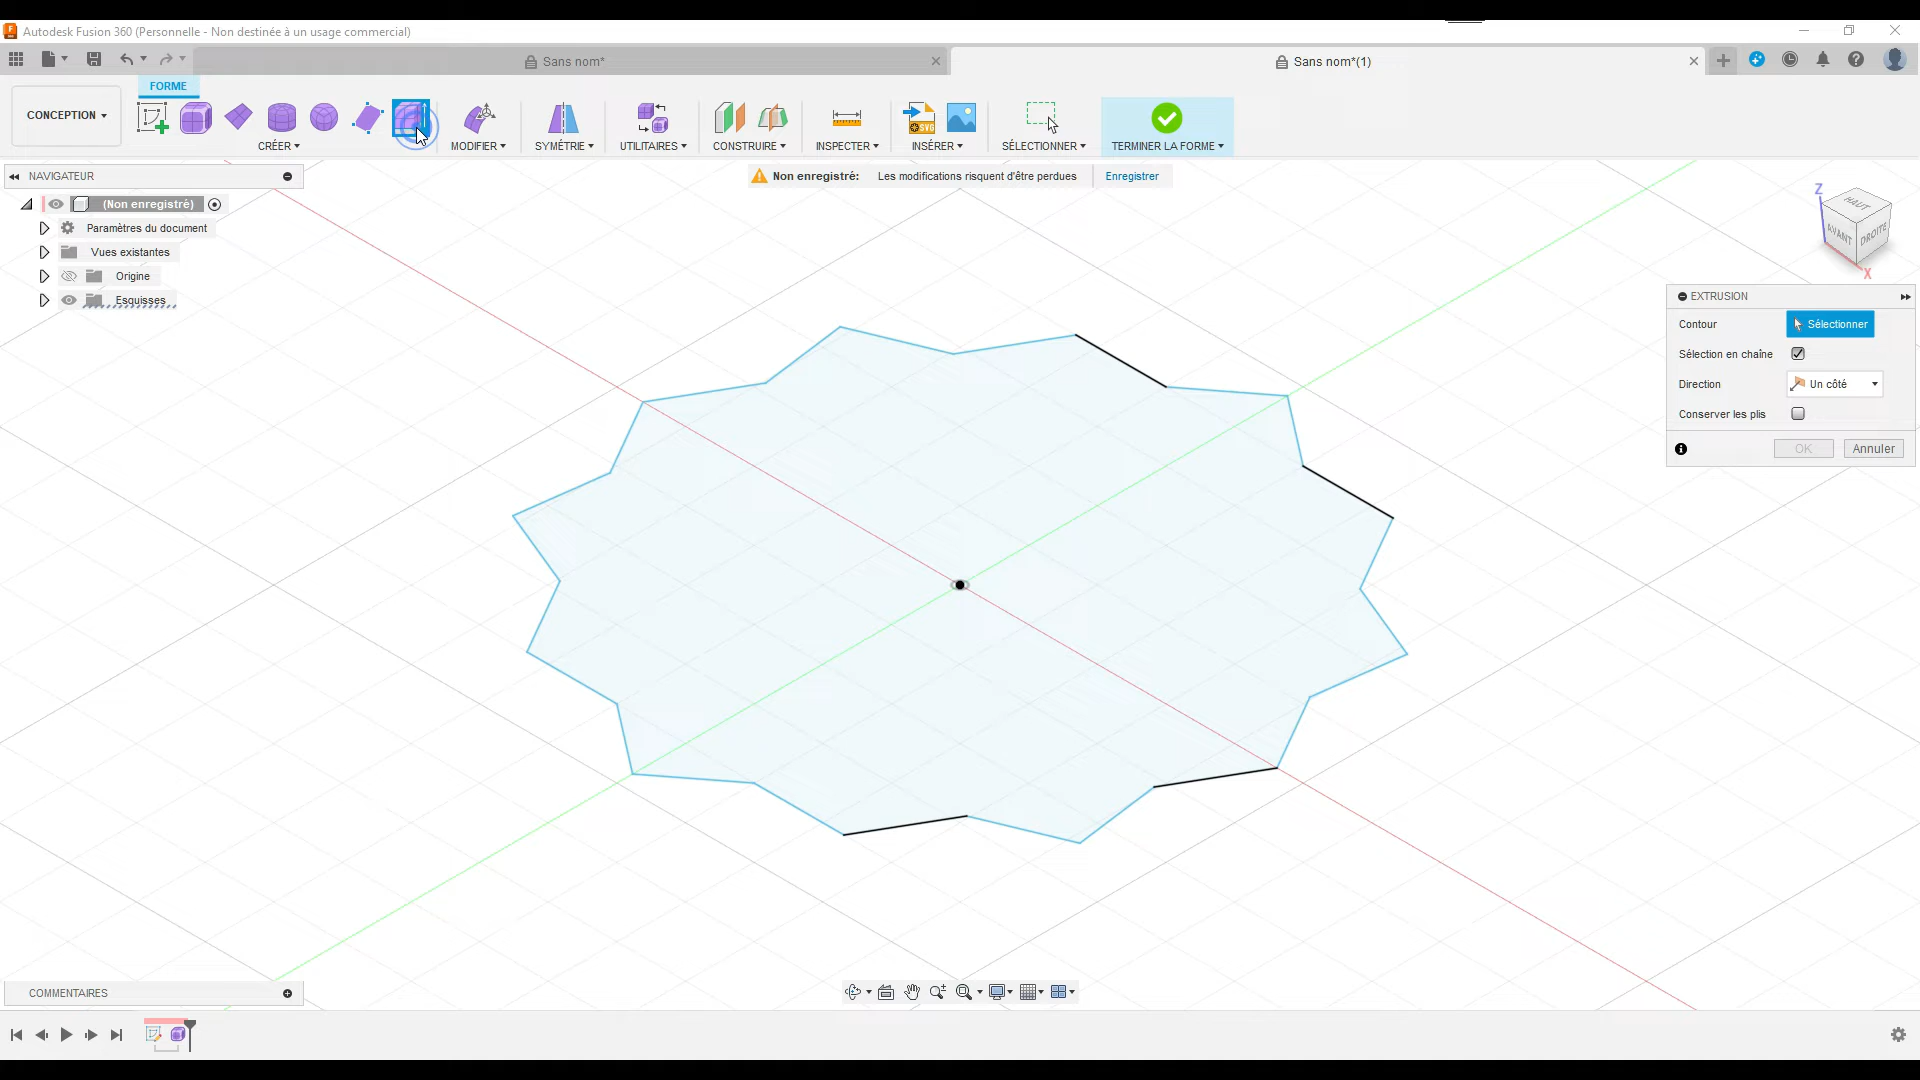 Autodesk Fusion 360 (Personnelle - Non destinée à un usage commercial)
Sans nom*
Sans nom*(1)
FORME
CONCEPTION
CRÉER
MODIFIER
SYMÉTRIE
UTILITAIRES
CONSTRUIRE
INSPECTER
INSÉRER
SÉLECTIONNER
TERMINER LA FORME
SVG
NAVIGATEUR
Non enregistré: Les modifications risquent d'être perdues Enregistrer
(Non enregistré)
Paramètres du document
Vues existantes
Origine
Esquisses
Z
HAUT
AVANT
DROITE
X
EXTRUSION
Contour Sélectionner
Sélection en chaîne
Direction Un côté
Conserver les plis
OK Annuler
COMMENTAIRES